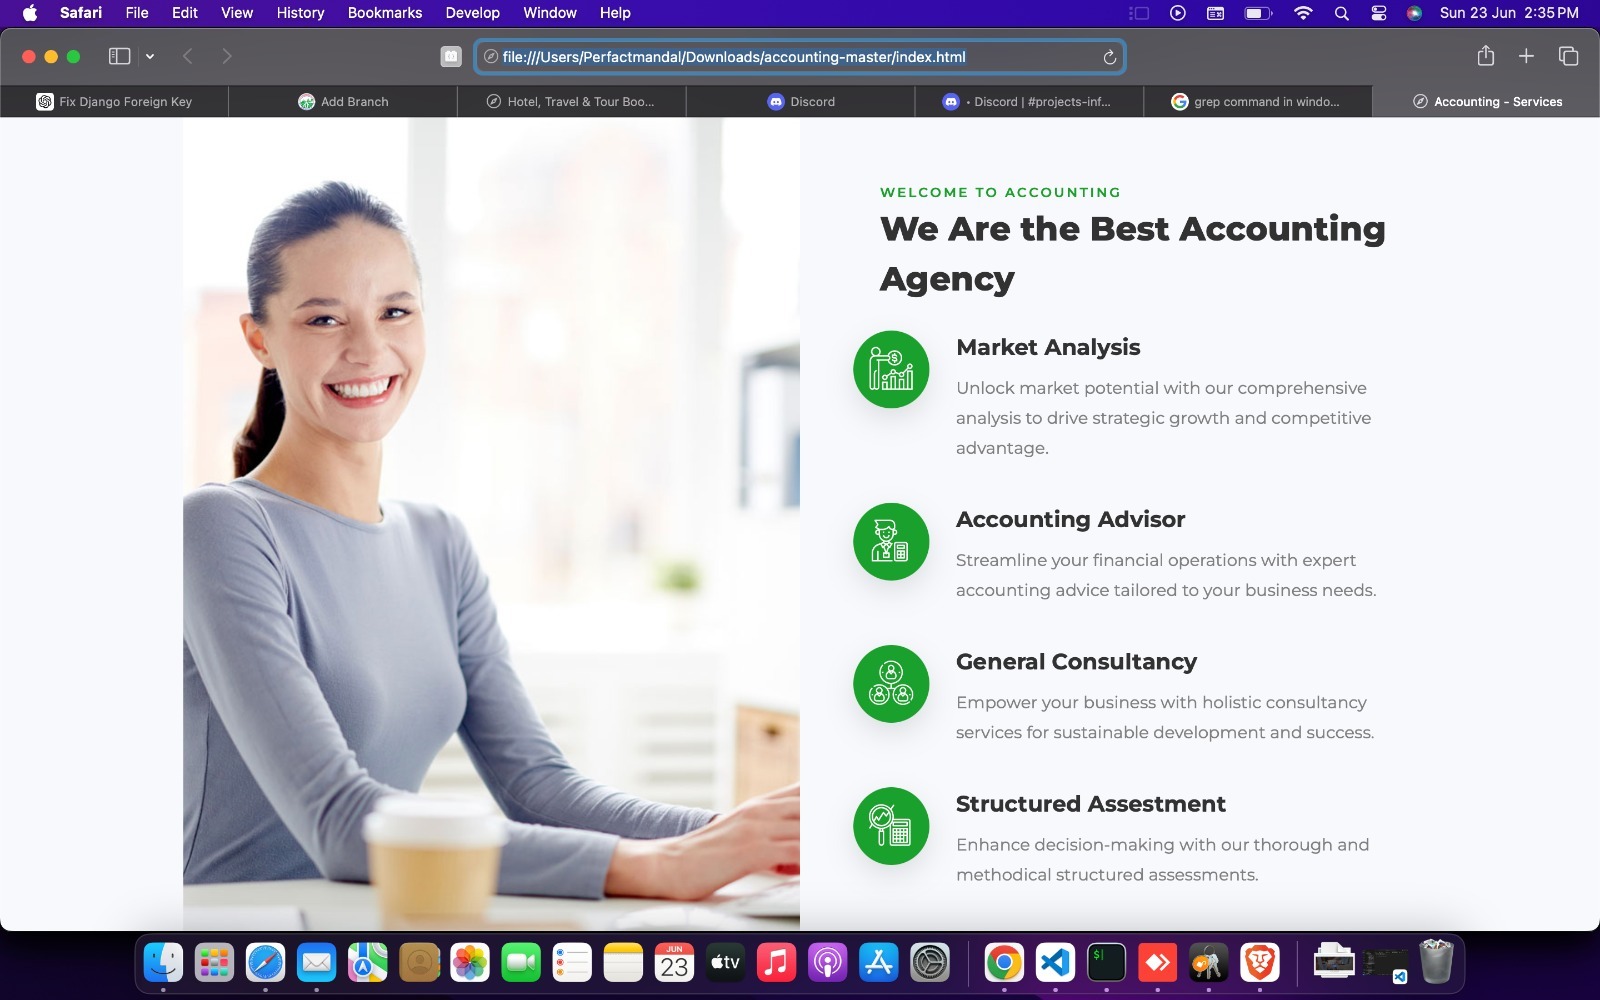 Safari File Edit View History Bookmarks Develop Window Help Sun 23 Jun 2:35 PM
file:///Users/Perfactmandal/Downloads/accounting-master/index.html
Fix Django Foreign Key Add Branch Hotel, Travel & Tour Boo... Discord • Discord | #projects-inf... grep command in windo... Accounting - Services
WELCOME TO ACCOUNTING
We Are the Best Accounting
Agency
Market Analysis
Unlock market potential with our comprehensive
analysis to drive strategic growth and competitive
advantage.
Accounting Advisor
Streamline your financial operations with expert
accounting advice tailored to your business needs.
General Consultancy
Empower your business with holistic consultancy
services for sustainable development and success.
Structured Assestment
Enhance decision-making with our thorough and
methodical structured assessments.
JUN
23
tv
$